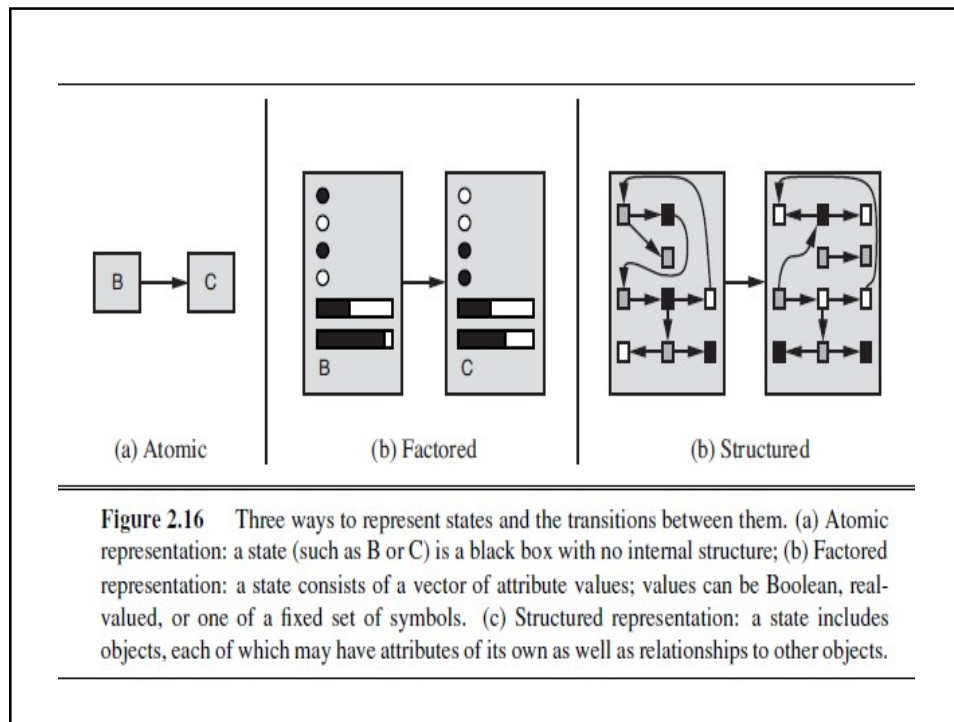 B
C
B
C
(a) Atomic
(b) Factored
(b) Structured
Figure 2.16 Three ways to represent states and the transitions between them. (a) Atomic
representation: a state (such as B or C) is a black box with no internal structure; (b) Factored
representation: a state consists of a vector of attribute values; values can be Boolean, real-
valued, or one of a fixed set of symbols. (c) Structured representation: a state includes
objects, each of which may have attributes of its own as well as relationships to other objects.